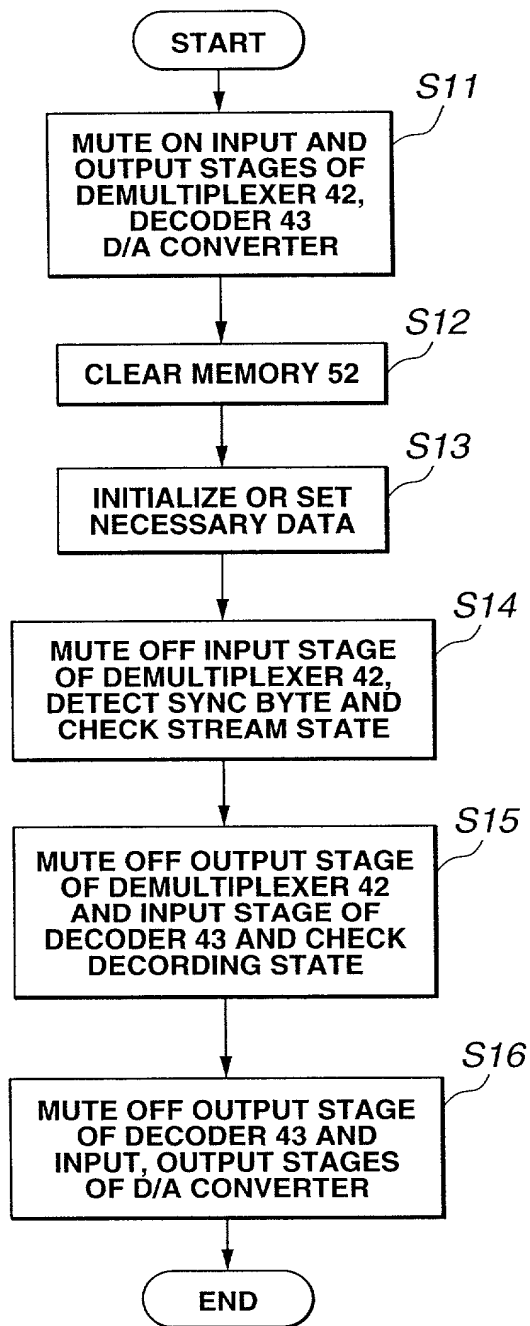 START
S11
MUTE ON INPUT AND
OUTPUT STAGES OF
DEMULTIPLEXER 42,
DECODER 43
D/A CONVERTER
S12
CLEAR MEMORY 52
S13
INITIALIZE OR SET
NECESSARY DATA
S14
MUTE OFF INPUT STAGE
OF DEMULTIPLEXER 42,
DETECT SYNC BYTE AND
CHECK STREAM STATE
S15
MUTE OFF OUTPUT STAGE
OF DEMULTIPLEXER 42
AND INPUT STAGE OF
DECODER 43 AND CHECK
DECORDING STATE
S16
MUTE OFF OUTPUT STAGE
OF DECODER 43 AND
INPUT, OUTPUT STAGES
OF D/A CONVERTER
END